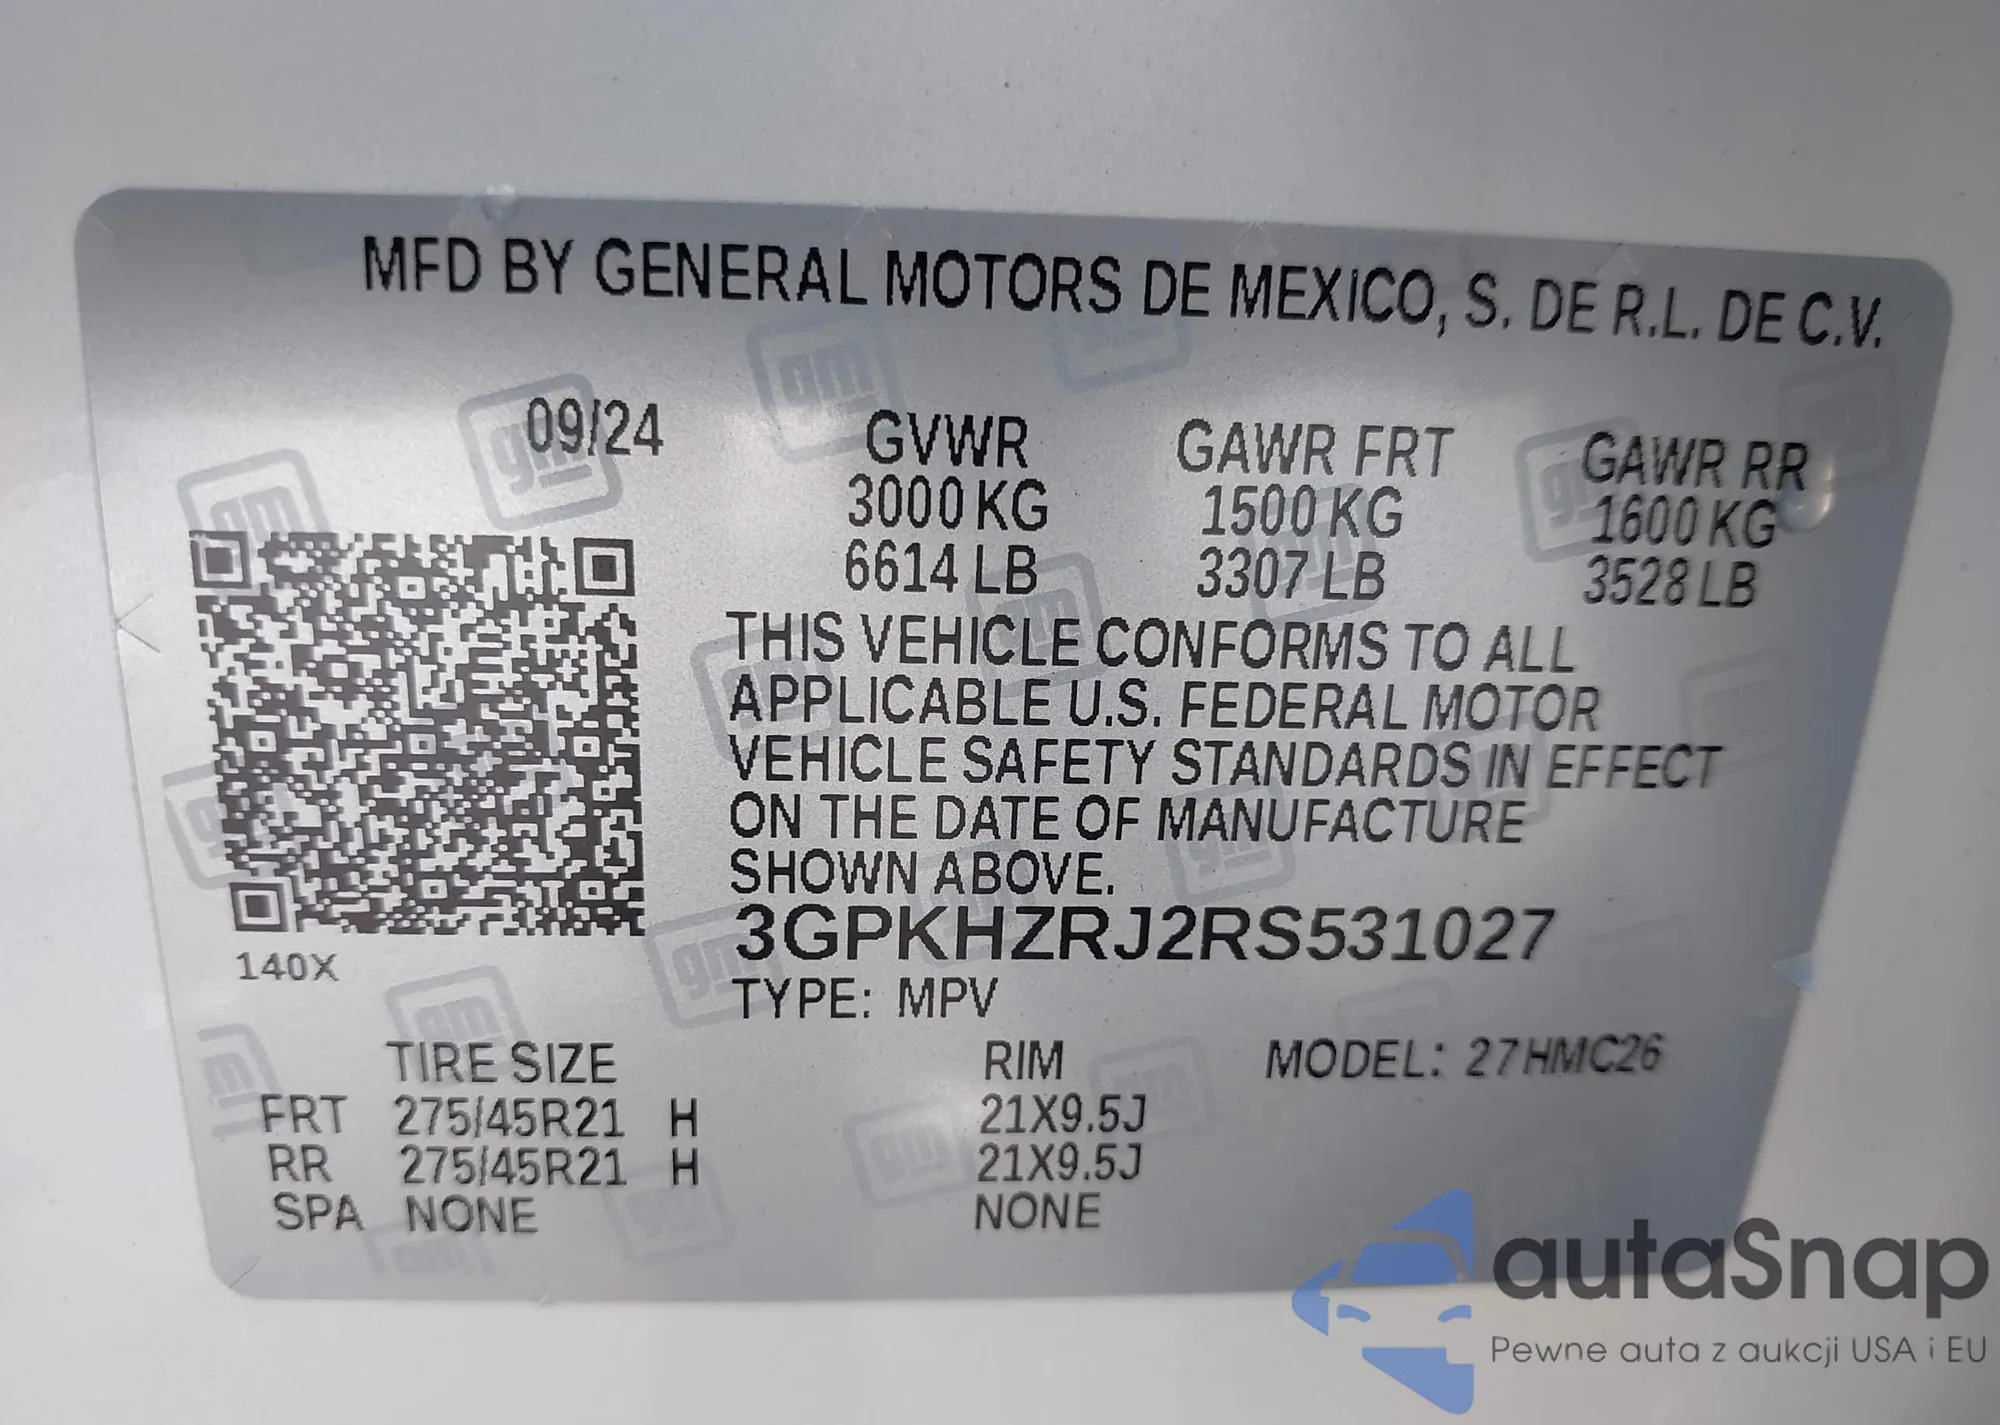 MFD BY GENERAL MOTORS DE MEXICO, S. DE R.L. DE C.V.
09/24 GVWR GAWR FRT GAWR RR
3000 KG 1500 KG 1600 KG
6614 LB 3307 LB 3528 LB
THIS VEHICLE CONFORMS TO ALL
APPLICABLE U.S. FEDERAL MOTOR
VEHICLE SAFETY STANDARDS IN EFFECT
ON THE DATE OF MANUFACTURE
SHOWN ABOVE.
3GPKHZRJ2RS531027
140X
TYPE: MPV
TIRE SIZE RIM MODEL: 27HMC26
FRT 275/45R21 H 21X9.5J
RR 275/45R21 H 21X9.5J
SPA NONE NONE
autaSnap
Pewne auta z aukcji USA i EU